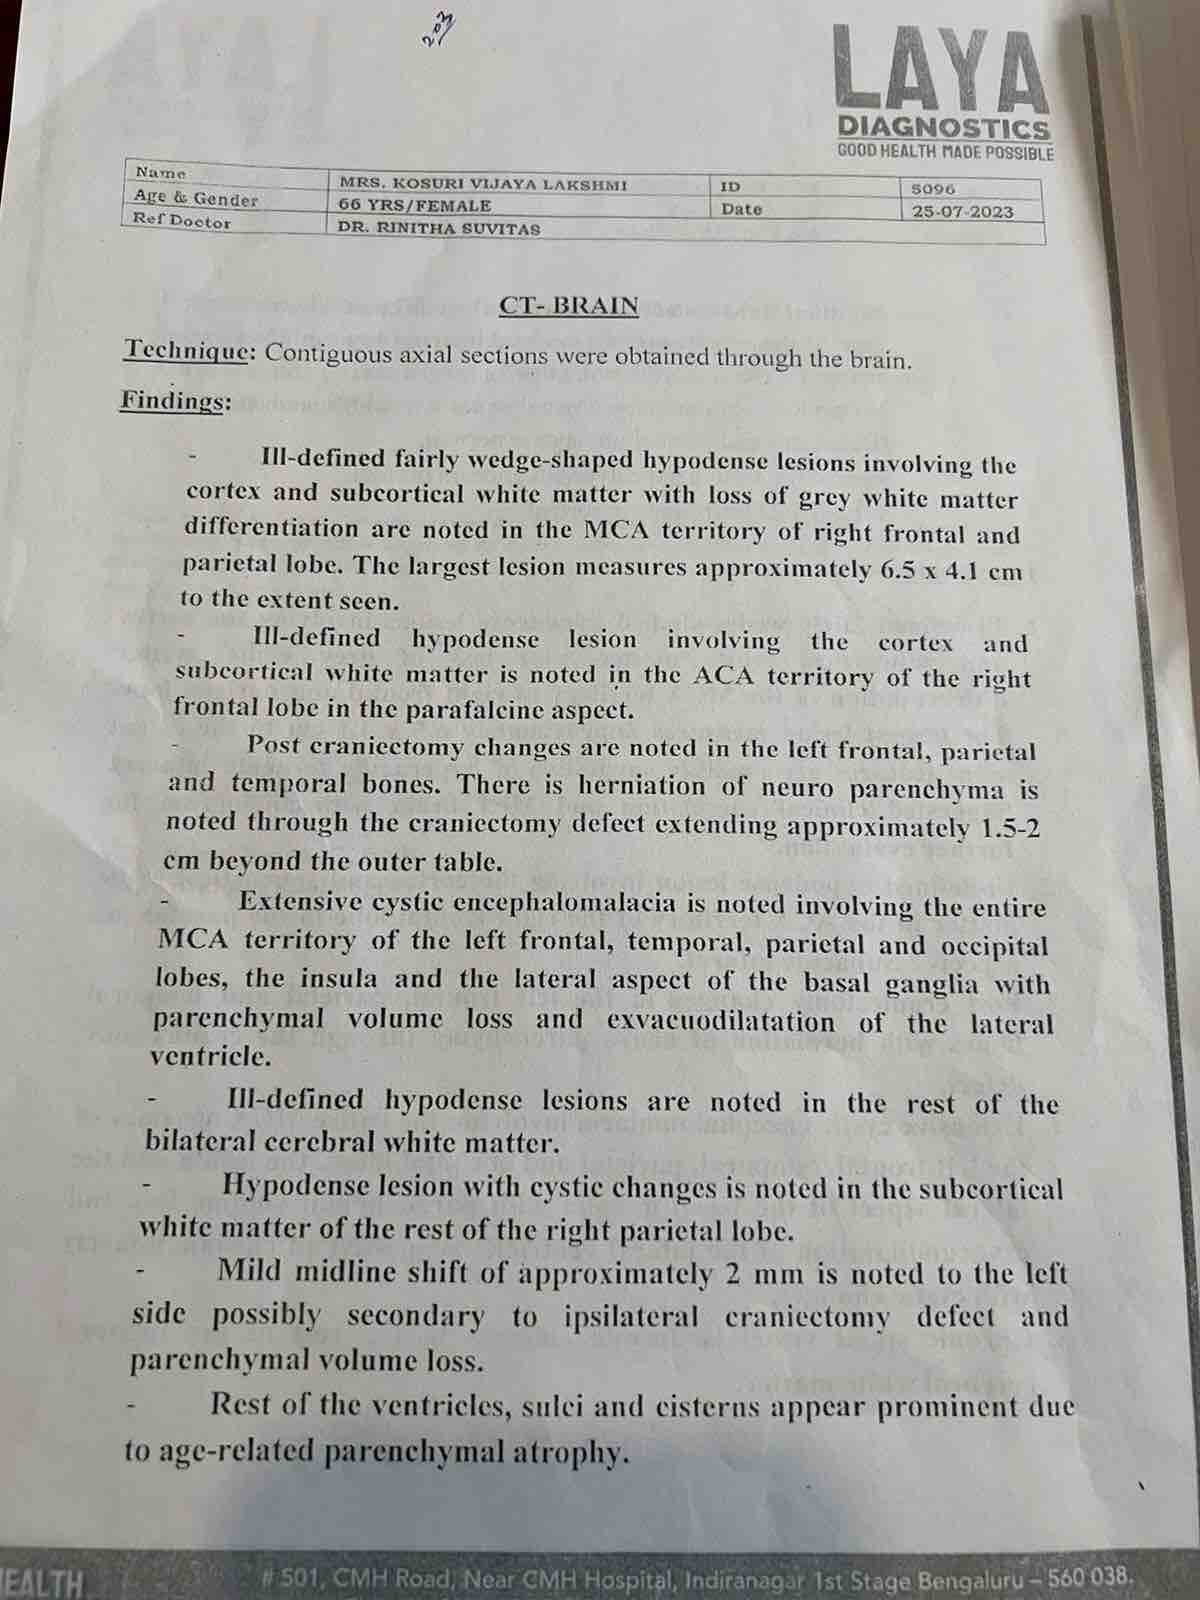 203
LAYA
DIAGNOSTICS
GOOD HEALTH MADE POSSIBLE
Name MRS. KOSURI VIJAYA LAKSHMI ID 5096
Age & Gender 66 YRS/FEMALE Date 25-07-2023
Ref Doctor DR. RINITHA SUVITAS
CT- BRAIN
Technique: Contiguous axial sections were obtained through the brain.
Findings:
- Ill-defined fairly wedge-shaped hypodense lesions involving the
cortex and subcortical white matter with loss of grey white matter
differentiation are noted in the MCA territory of right frontal and
parietal lobe. The largest lesion measures approximately 6.5 x 4.1 cm
to the extent seen.
- Ill-defined hypodense lesion involving the cortex and
subcortical white matter is noted in the ACA territory of the right
frontal lobe in the parafalcine aspect.
- Post craniectomy changes are noted in the left frontal, parietal
and temporal bones. There is herniation of neuro parenchyma is
noted through the craniectomy defect extending approximately 1.5-2
cm beyond the outer table.
- Extensive cystic encephalomalacia is noted involving the entire
MCA territory of the left frontal, temporal, parietal and occipital
lobes, the insula and the lateral aspect of the basal ganglia with
parenchymal volume loss and exvacuodilatation of the lateral
ventricle.
- Ill-defined hypodense lesions are noted in the rest of the
bilateral cerebral white matter.
- Hypodense lesion with cystic changes is noted in the subcortical
white matter of the rest of the right parietal lobe.
- Mild midline shift of approximately 2 mm is noted to the left
side possibly secondary to ipsilateral craniectomy defect and
parenchymal volume loss.
- Rest of the ventricles, sulci and cisterns appear prominent due
to age-related parenchymal atrophy.
HEALTH # 501, CMH Road, Near CMH Hospital, Indiranagar 1st Stage Bengaluru – 560 038.